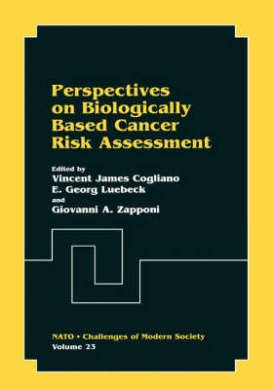 Perspectives
on Biologically
Based Cancer
Risk Assessment
Edited by
Vincent James Cogliano
E. Georg Luebeck
and
Giovanni A. Zapponi
NATO • Challenges of Modern Society
Volume 23